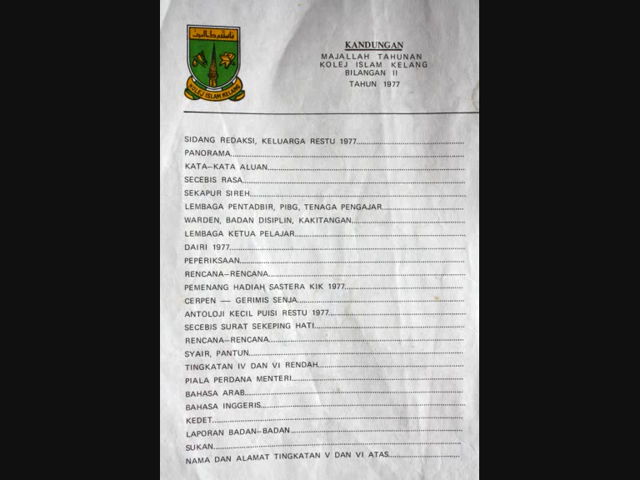 KOLEJ ISLAM KELANG
KANDUNGAN
MAJALLAH TAHUNAN
KOLEJ ISLAM KELANG
BILANGAN II
TAHUN 1977
SIDANG REDAKSI, KELUARGA RESTU 1977
PANORAMA
KATA—KATA ALUAN
SECEBIS RASA
SEKAPUR SIREH
LEMBAGA PENTADBIR, PIBG, TENAGA PENGAJAR
WARDEN, BADAN DISIPLIN, KAKITANGAN
LEMBAGA KETUA PELAJAR
DAIRI 1977
PEPERIKSAAN
RENCANA—RENCANA
PEMENANG HADIAH SASTERA KIK 1977
CERPEN — GERIMIS SENJA
ANTOLOJI KECIL PUISI RESTU 1977
SECEBIS SURAT SEKEPING HATI
RENCANA—RENCANA
SYAIR, PANTUN
TINGKATAN IV DAN VI RENDAH
PIALA PERDANA MENTERI
BAHASA ARAB
BAHASA INGGERIS
KEDET
LAPORAN BADAN—BADAN
SUKAN
NAMA DAN ALAMAT TINGKATAN V DAN VI ATAS